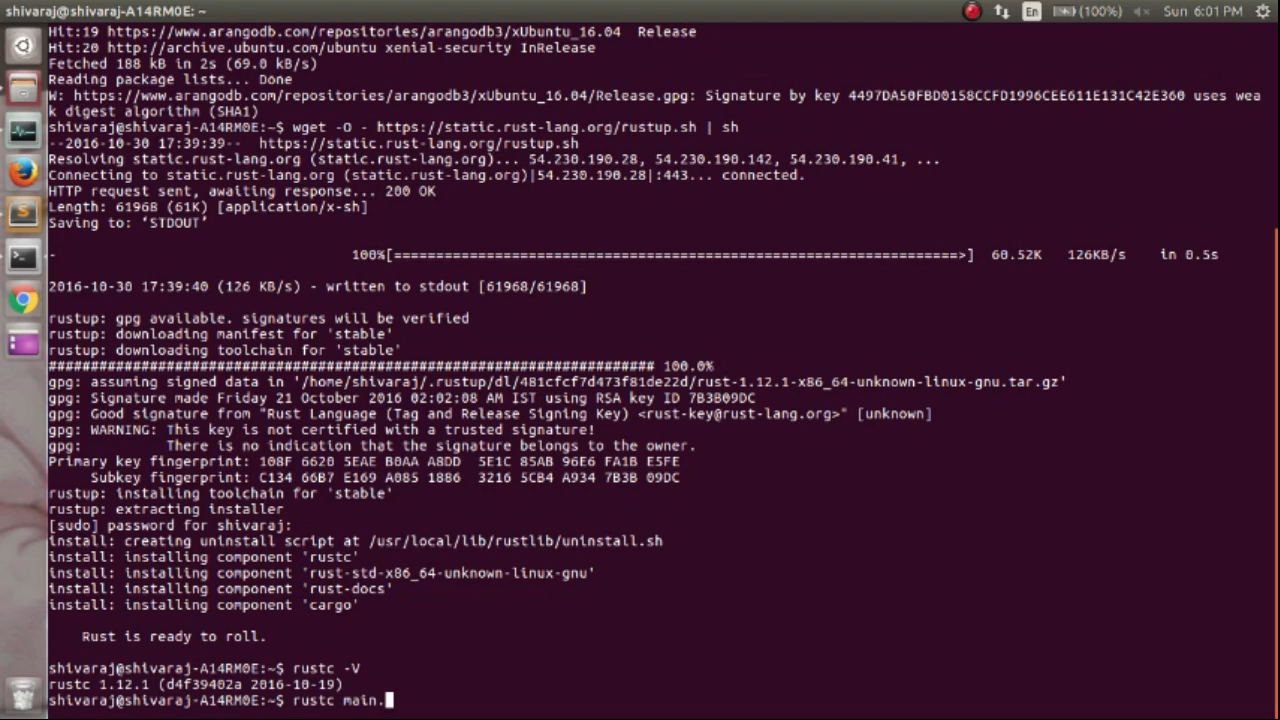 shivaraj@shivaraj-A14RM0E: ~
En (100%) Sun 6:01 PM
Hit:19 https://www.arangodb.com/repositories/arangodb3/xUbuntu_16.04  Release
Hit:20 http://archive.ubuntu.com/ubuntu xenial-security InRelease
Fetched 188 kB in 2s (69.0 kB/s)
Reading package lists... Done
W: https://www.arangodb.com/repositories/arangodb3/xUbuntu_16.04/Release.gpg: Signature by key 4497DA50FBD0158CCFD1996CEE611E131C42E360 uses wea
k digest algorithm (SHA1)
shivaraj@shivaraj-A14RM0E:~$ wget -O - https://static.rust-lang.org/rustup.sh | sh
--2016-10-30 17:39:39--  https://static.rust-lang.org/rustup.sh
Resolving static.rust-lang.org (static.rust-lang.org)... 54.230.190.28, 54.230.190.142, 54.230.190.41, ...
Connecting to static.rust-lang.org (static.rust-lang.org)|54.230.190.28|:443... connected.
HTTP request sent, awaiting response... 200 OK
Length: 61968 (61K) [application/x-sh]
Saving to: ‘STDOUT’
-                                   100%[====================================================================>]  60.52K   126KB/s    in 0.5s
2016-10-30 17:39:40 (126 KB/s) - written to stdout [61968/61968]
rustup: gpg available. signatures will be verified
rustup: downloading manifest for 'stable'
rustup: downloading toolchain for 'stable'
######################################################################## 100.0%
gpg: assuming signed data in '/home/shivaraj/.rustup/dl/481cfcf7d473f81de22d/rust-1.12.1-x86_64-unknown-linux-gnu.tar.gz'
gpg: Signature made Friday 21 October 2016 02:02:08 AM IST using RSA key ID 7B3B09DC
gpg: Good signature from "Rust Language (Tag and Release Signing Key) <rust-key@rust-lang.org>" [unknown]
gpg: WARNING: This key is not certified with a trusted signature!
gpg:          There is no indication that the signature belongs to the owner.
Primary key fingerprint: 108F 6620 5EAE B0AA A8DD  5E1C 85AB 96E6 FA1B E5FE
     Subkey fingerprint: C134 66B7 E169 A085 1886  3216 5CB4 A934 7B3B 09DC
rustup: installing toolchain for 'stable'
rustup: extracting installer
[sudo] password for shivaraj:
install: creating uninstall script at /usr/local/lib/rustlib/uninstall.sh
install: installing component 'rustc'
install: installing component 'rust-std-x86_64-unknown-linux-gnu'
install: installing component 'rust-docs'
install: installing component 'cargo'
    Rust is ready to roll.
shivaraj@shivaraj-A14RM0E:~$ rustc -V
rustc 1.12.1 (d4f39402a 2016-10-19)
shivaraj@shivaraj-A14RM0E:~$ rustc main.